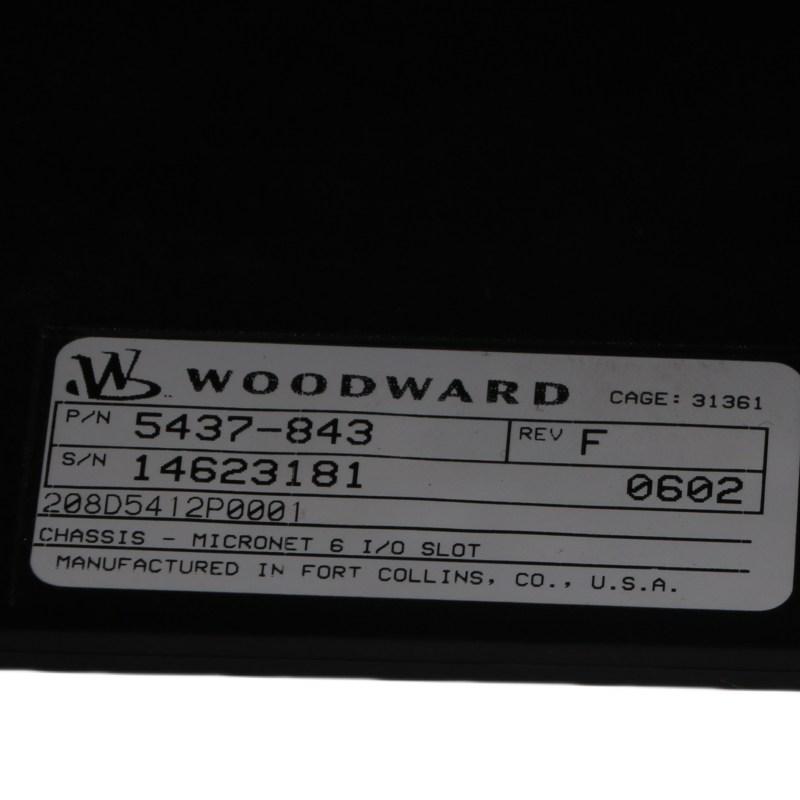 WOODWARD CAGE: 31361
P/N 5437-843 REV F
S/N 14623181 0602
208D5412P0001
CHASSIS - MICRONET 6 I/O SLOT
MANUFACTURED IN FORT COLLINS, CO., U.S.A.